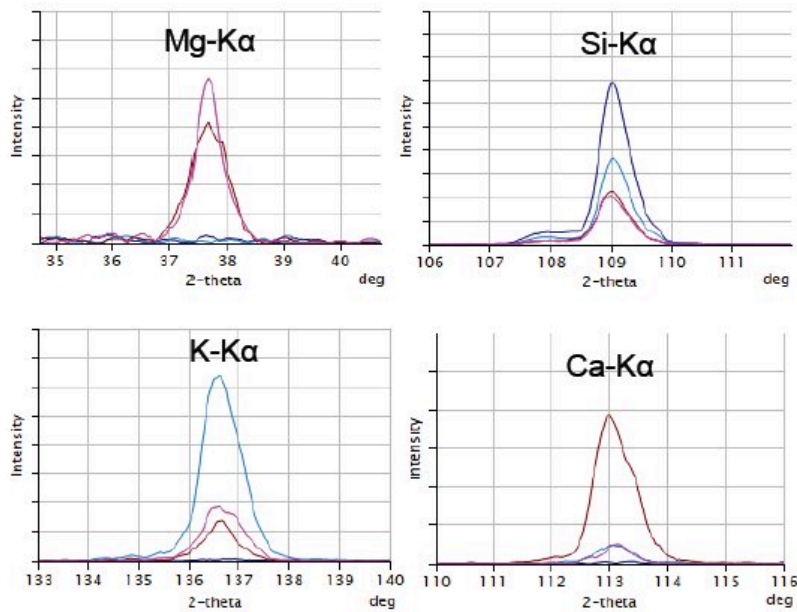 Mg-Kα
Intensity
35 36 37 38 39 40
2-theta deg
Si-Kα
Intensity
106 107 108 109 110 111
2-theta deg
K-Kα
Intensity
133 134 135 136 137 138 139 140
2-theta deg
Ca-Kα
Intensity
110 111 112 113 114 115 116
2-theta deg